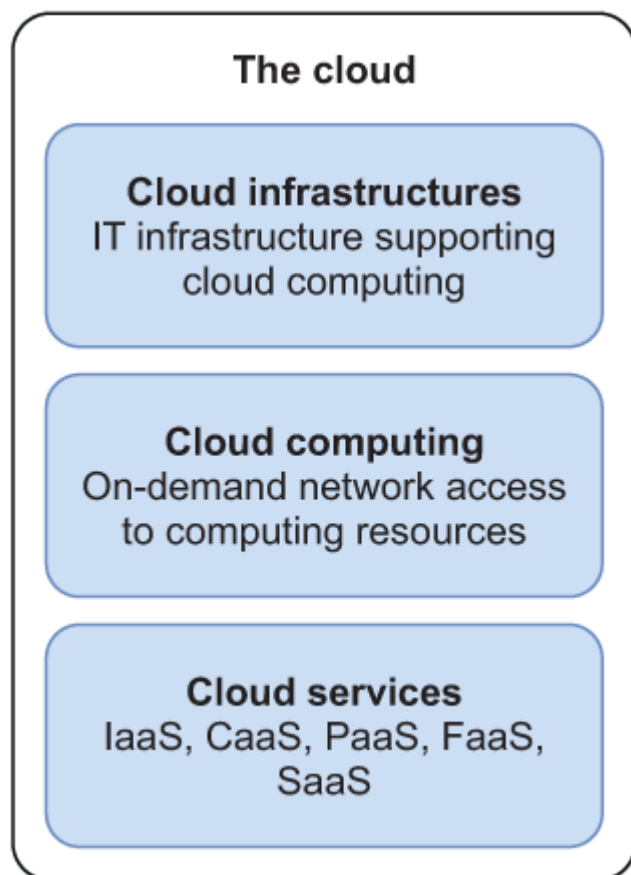 The cloud
Cloud infrastructures
IT infrastructure supporting
cloud computing
Cloud computing
On-demand network access
to computing resources
Cloud services
IaaS, CaaS, PaaS, FaaS,
SaaS